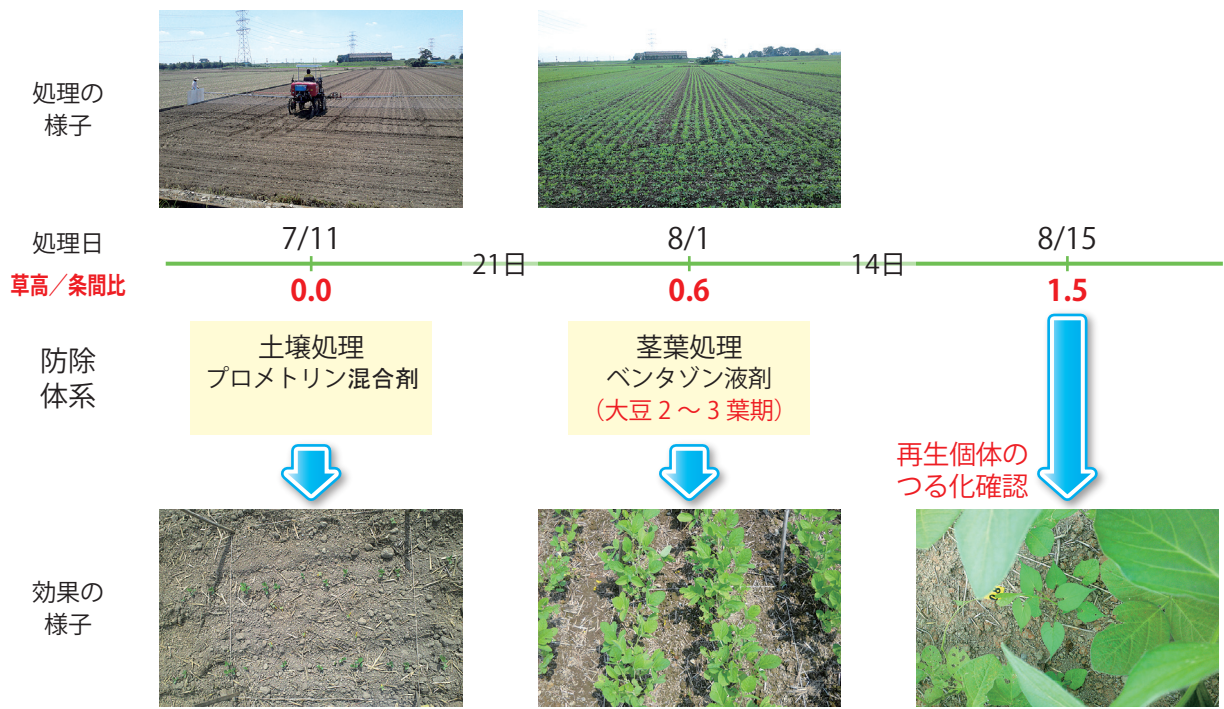 処理の
様子
処理日
7/11
21日
8/1
14日
8/15
草高／条間比
0.0
0.6
1.5
防除
体系
土壌処理
プロメトリン混合剤
茎葉処理
ベンタゾン液剤
（大豆 2 ～ 3 葉期）
再生個体の
つる化確認
効果の
様子